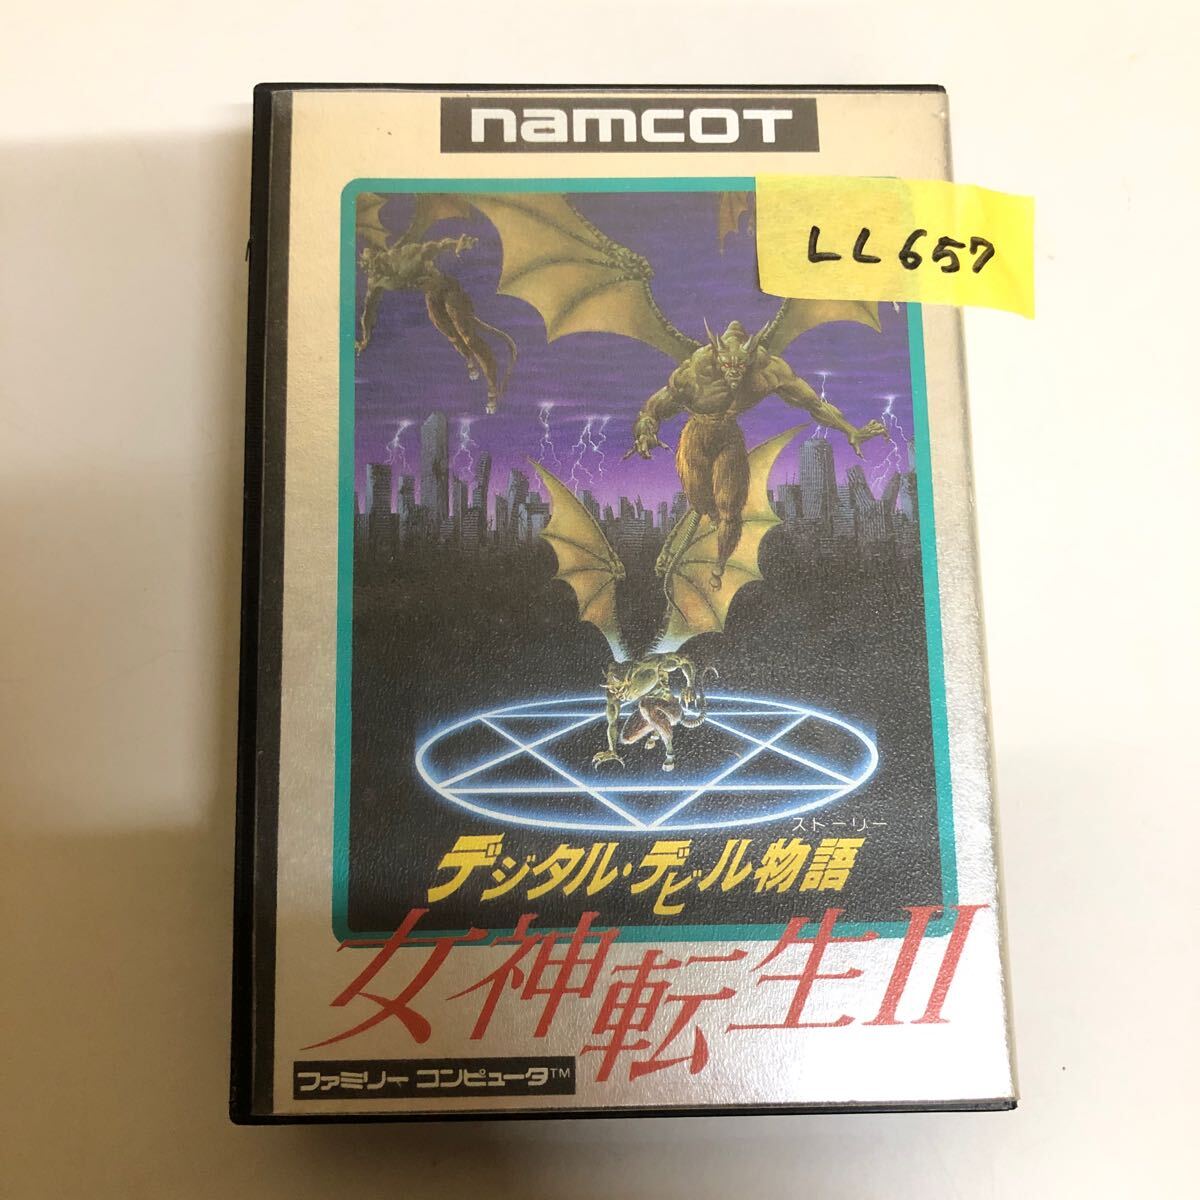 namcoт
LL657
ストーリー
デジタル・デビル物語
女神転生II
ファミリーコンピュータ™